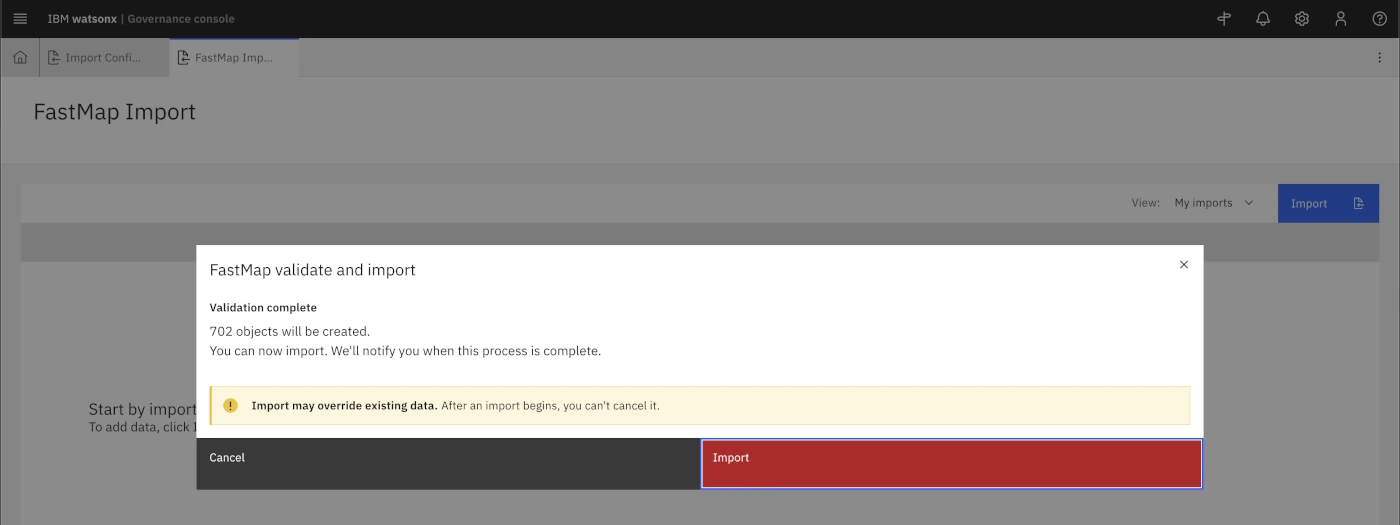 IBM watsonx | Governance console
Import Confi...
FastMap Imp...
FastMap Import
View: My imports
Import
FastMap validate and import
Validation complete
702 objects will be created.
You can now import. We'll notify you when this process is complete.
Start by import
To add data, click
Import may override existing data. After an import begins, you can't cancel it.
Cancel
Import